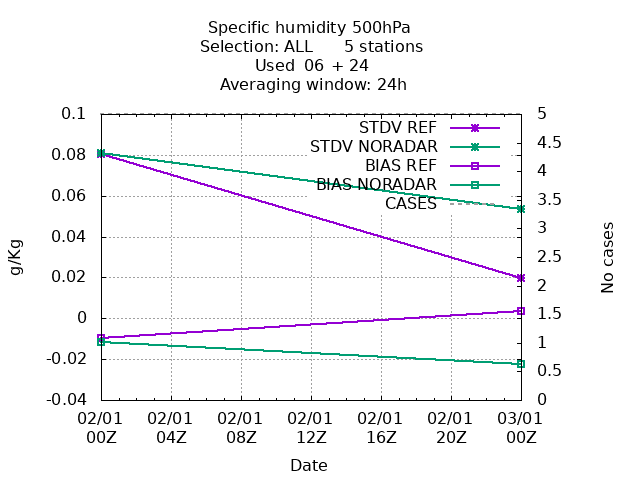 Specific humidity 500hPa
Selection: ALL 5 stations
Used 06 + 24
Averaging window: 24h
0.1
0.08
0.06
0.04
0.02
0
-0.02
-0.04
g/Kg
STDV REF
STDV NORADAR
BIAS REF
BIAS NORADAR
CASES
5
4.5
4
3.5
3
2.5
2
1.5
1
0.5
0
No cases
02/01 02/01 02/01 02/01 02/01 02/01 03/01
00Z 04Z 08Z 12Z 16Z 20Z 00Z
Date